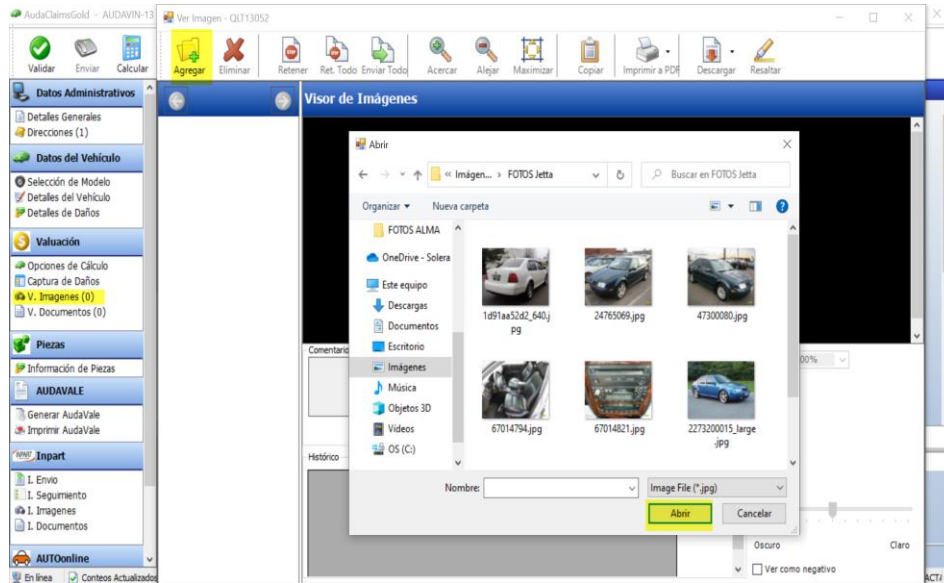 AudaClaimsGold - AUDAVIN-13
Ver Imagen - QLT13052
Validar
Enviar
Calcular
Agregar
Eliminar
Retener
Ret. Todo
Enviar Todo
Acercar
Alejar
Maximizar
Copiar
Imprimir a PDF
Descargar
Resaltar
Datos Administrativos
Detalles Generales
Direcciones (1)
Datos del Vehículo
Selección de Modelo
Detalles del Vehículo
Detalles de Daños
Valuación
Opciones de Cálculo
Captura de Daños
V. Imagenes (0)
V. Documentos (0)
Piezas
Información de Piezas
AUDAVALE
Generar AudaVale
Imprimir AudaVale
Inpart
I. Envio
I. Seguimiento
I. Imagenes
I. Documentos
AUTOonline
En línea
Conteos Actualizados
Visor de Imágenes
Abrir
« Imágen... › FOTOS Jetta
Buscar en FOTOS Jetta
Organizar
Nueva carpeta
FOTOS ALMA
OneDrive - Solera
Este equipo
Descargas
Documentos
Escritorio
Imágenes
Música
Objetos 3D
Vídeos
OS (C:)
1d91aa52d2_640.j
pg
24765069.jpg
47300080.jpg
67014794.jpg
67014821.jpg
2273200015_large
.jpg
Nombre:
Image File (*.jpg)
Abrir
Cancelar
Comentario
00%
Histórico
Oscuro
Claro
Ver como negativo